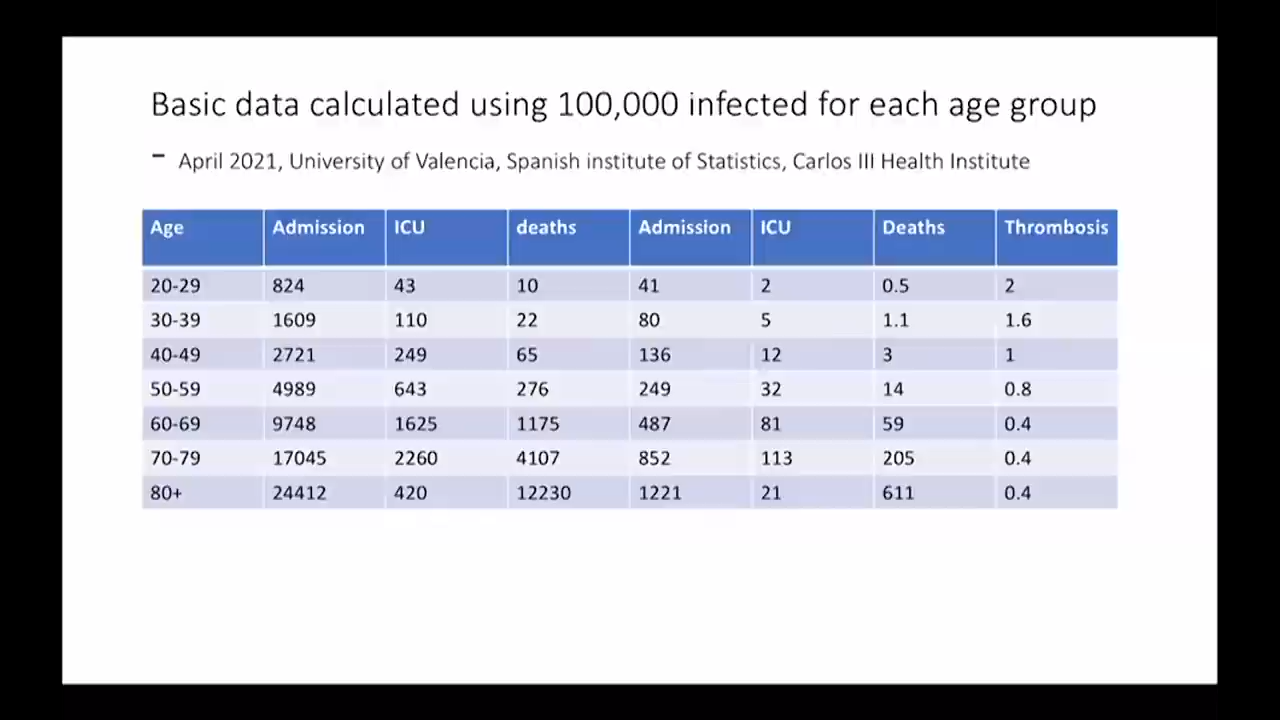 Basic data calculated using 100,000 infected for each age group
– April 2021, University of Valencia, Spanish institute of Statistics, Carlos III Health Institute
Age Admission ICU deaths Admission ICU Deaths Thrombosis
20-29 824 43 10 41 2 0.5 2
30-39 1609 110 22 80 5 1.1 1.6
40-49 2721 249 65 136 12 3 1
50-59 4989 643 276 249 32 14 0.8
60-69 9748 1625 1175 487 81 59 0.4
70-79 17045 2260 4107 852 113 205 0.4
80+ 24412 420 12230 1221 21 611 0.4